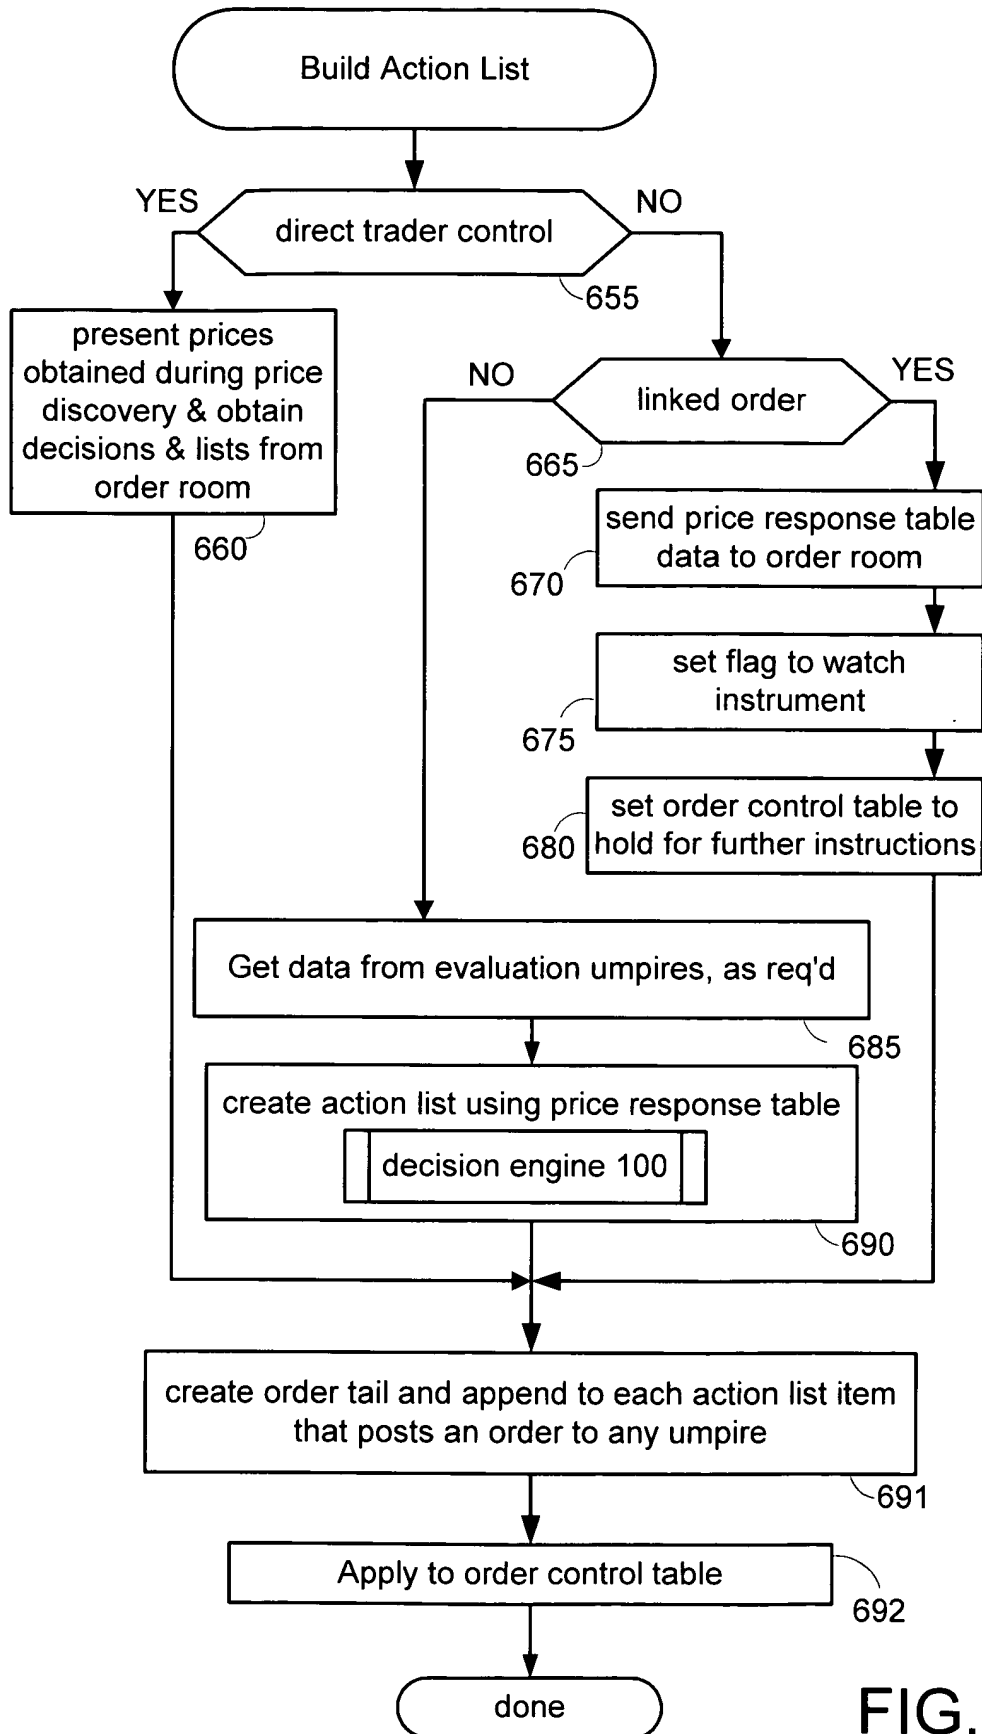 Build Action List
YES
NO
direct trader control
655
present prices
obtained during price
discovery & obtain
decisions & lists from
order room
660
NO
YES
linked order
665
send price response table
data to order room
670
set flag to watch
instrument
675
set order control table to
hold for further instructions
680
Get data from evaluation umpires, as req'd
685
create action list using price response table
decision engine 100
690
create order tail and append to each action list item
that posts an order to any umpire
691
Apply to order control table
692
done
FIG.